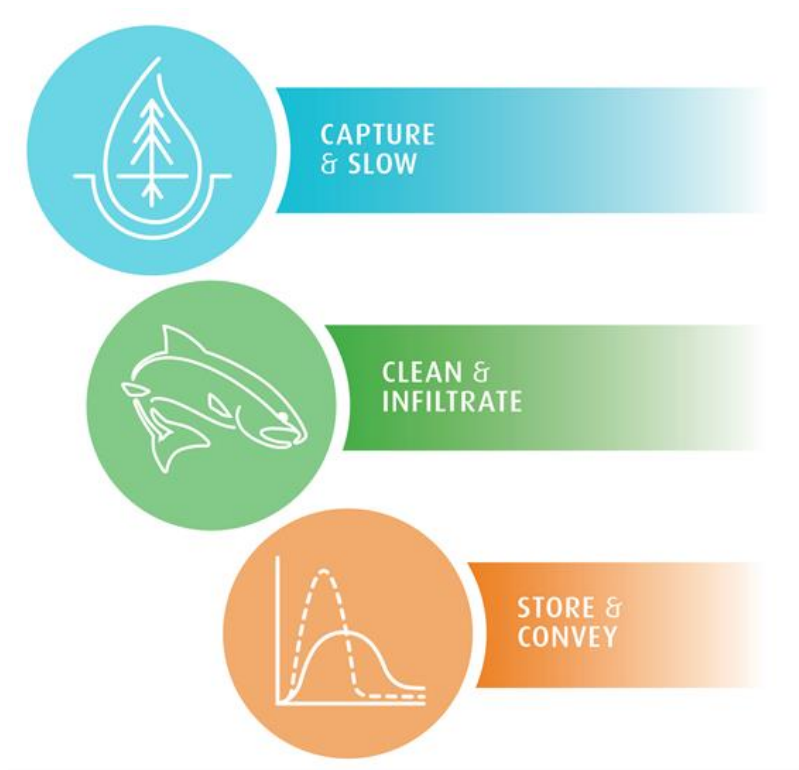 CAPTURE
& SLOW
CLEAN &
INFILTRATE
STORE &
CONVEY